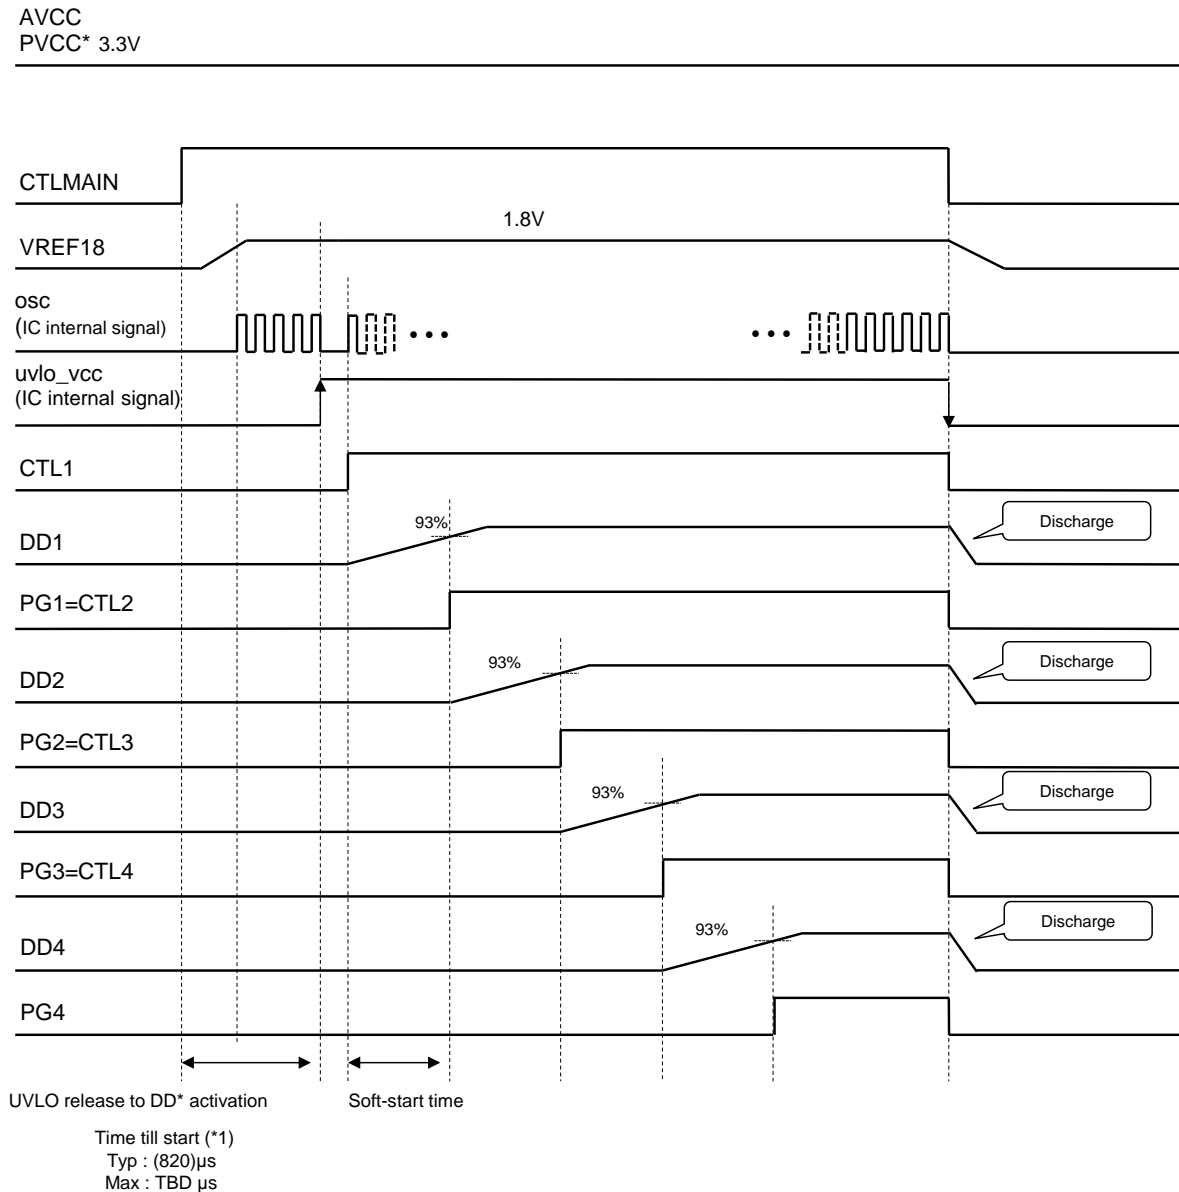 AVCC
PVCC* 3.3V
CTLMAIN
1.8V
VREF18
osc
(IC internal signal)
uvlo_vcc
(IC internal signal)
CTL1
93%
Discharge
DD1
PG1=CTL2
93%
Discharge
DD2
PG2=CTL3
93%
Discharge
DD3
PG3=CTL4
93%
Discharge
DD4
PG4
UVLO release to DD* activation
Soft-start time
Time till start (*1)
Typ : (820)µs
Max : TBD µs